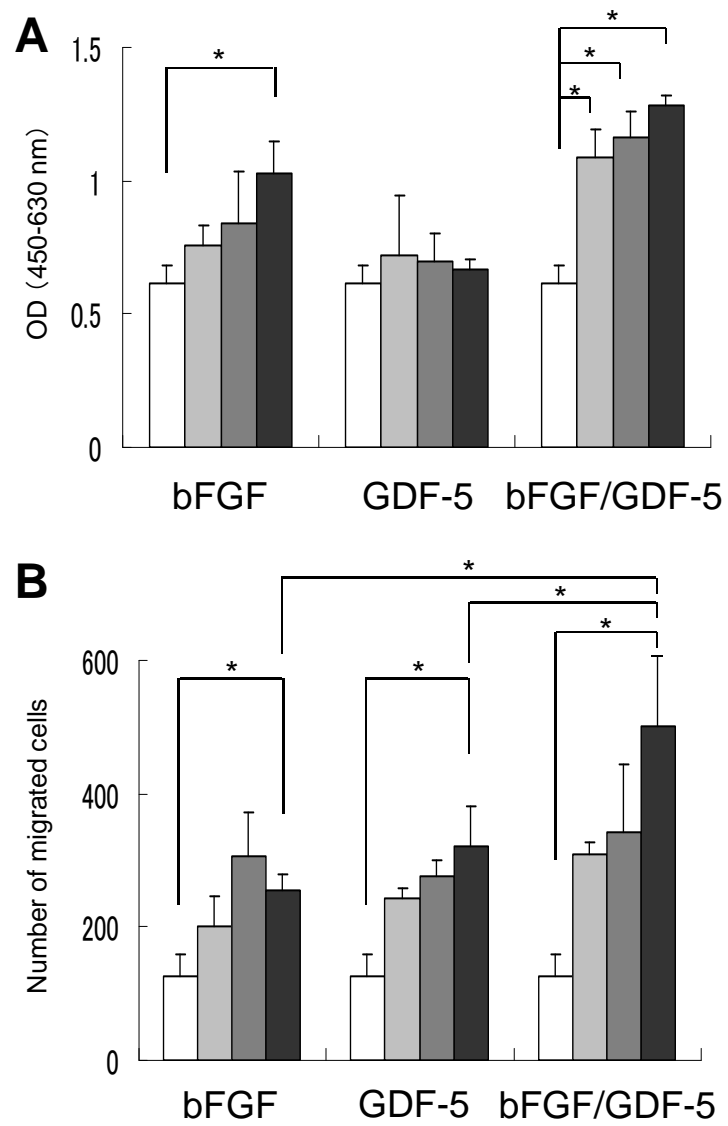 A
*
*
*
*
1.5
1
0.5
0
OD (450-630 nm)
bFGF GDF-5 bFGF/GDF-5
B
*
*
*
*
*
600
400
200
0
Number of migrated cells
bFGF GDF-5 bFGF/GDF-5